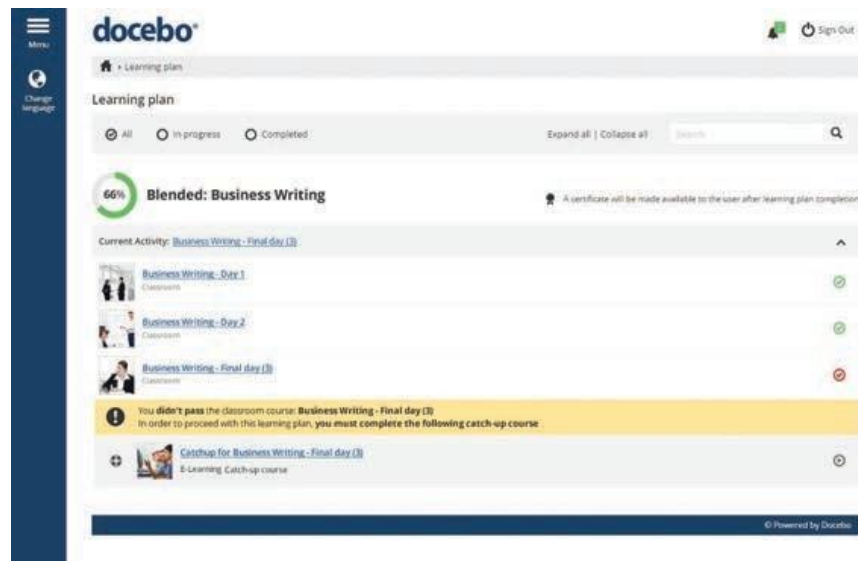 Menu
Change
language
docebo
Sign Out
Learning plan
Learning plan
All
In progress
Completed
Expand all | Collapse all
Search
66%
Blended: Business Writing
A certificate will be made available to the user after learning plan completion
Current Activity: Business Writing - Final day (3)
Business Writing - Day 1
Classroom
Business Writing - Day 2
Classroom
Business Writing - Final day (3)
Classroom
You didn't pass the classroom course: Business Writing - Final day (3)
In order to proceed with this learning plan, you must complete the following catch-up course
Catchup for Business Writing - Final day (3)
E-Learning Catch-up course
© Powered by Docebo